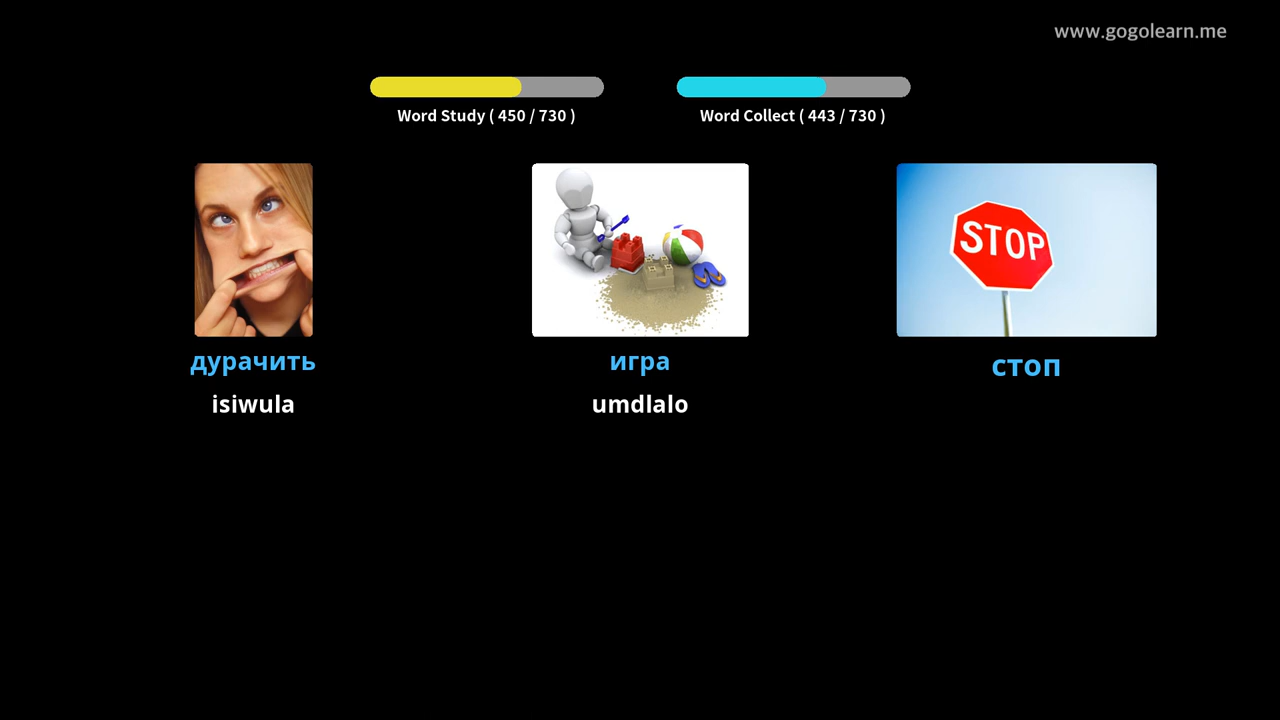 www.gogolearn.me
Word Study ( 450 / 730 )
Word Collect ( 443 / 730 )
STOP
дурачить
игра
стоп
isiwula
umdlalo